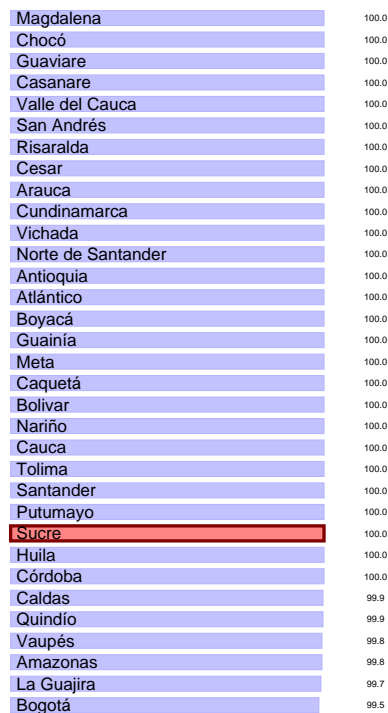 Magdalena 100.0
Chocó 100.0
Guaviare 100.0
Casanare 100.0
Valle del Cauca 100.0
San Andrés 100.0
Risaralda 100.0
Cesar 100.0
Arauca 100.0
Cundinamarca 100.0
Vichada 100.0
Norte de Santander 100.0
Antioquia 100.0
Atlántico 100.0
Boyacá 100.0
Guainía 100.0
Meta 100.0
Caquetá 100.0
Bolivar 100.0
Nariño 100.0
Cauca 100.0
Tolima 100.0
Santander 100.0
Putumayo 100.0
Sucre 100.0
Huila 100.0
Córdoba 100.0
Caldas 99.9
Quindío 99.9
Vaupés 99.8
Amazonas 99.8
La Guajira 99.7
Bogotá 99.5